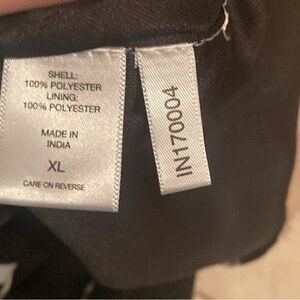 SHELL:
100% POLYESTER
LINING:
100% POLYESTER
MADE IN
INDIA
XL
CARE ON REVERSE
IN170004